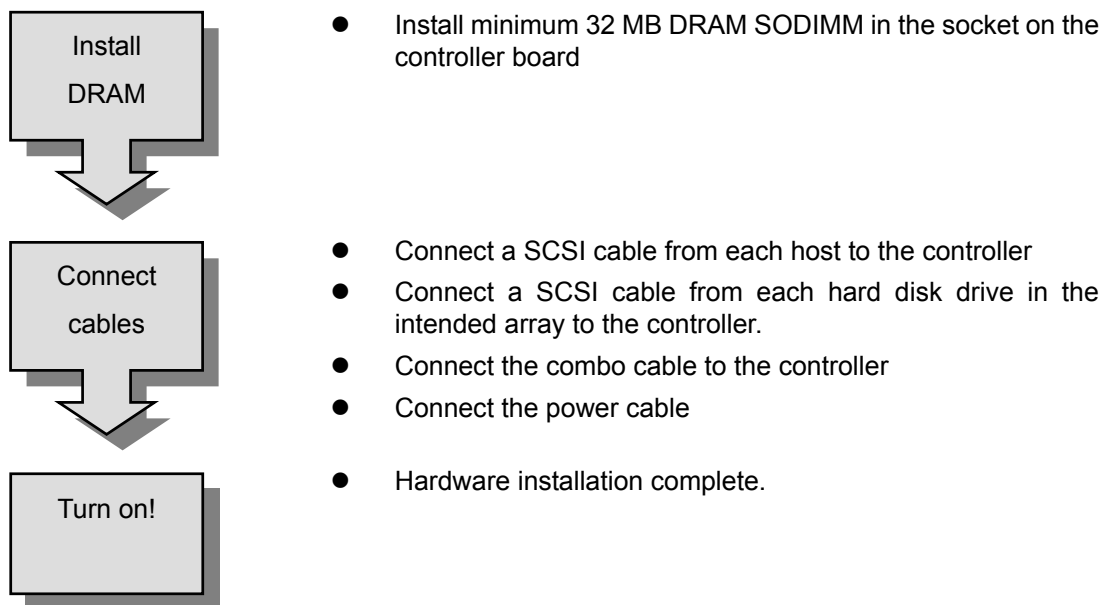 Install
DRAM
● Install minimum 32 MB DRAM SODIMM in the socket on the
controller board
Connect
cables
● Connect a SCSI cable from each host to the controller
● Connect a SCSI cable from each hard disk drive in the
intended array to the controller.
● Connect the combo cable to the controller
● Connect the power cable
Turn on!
● Hardware installation complete.